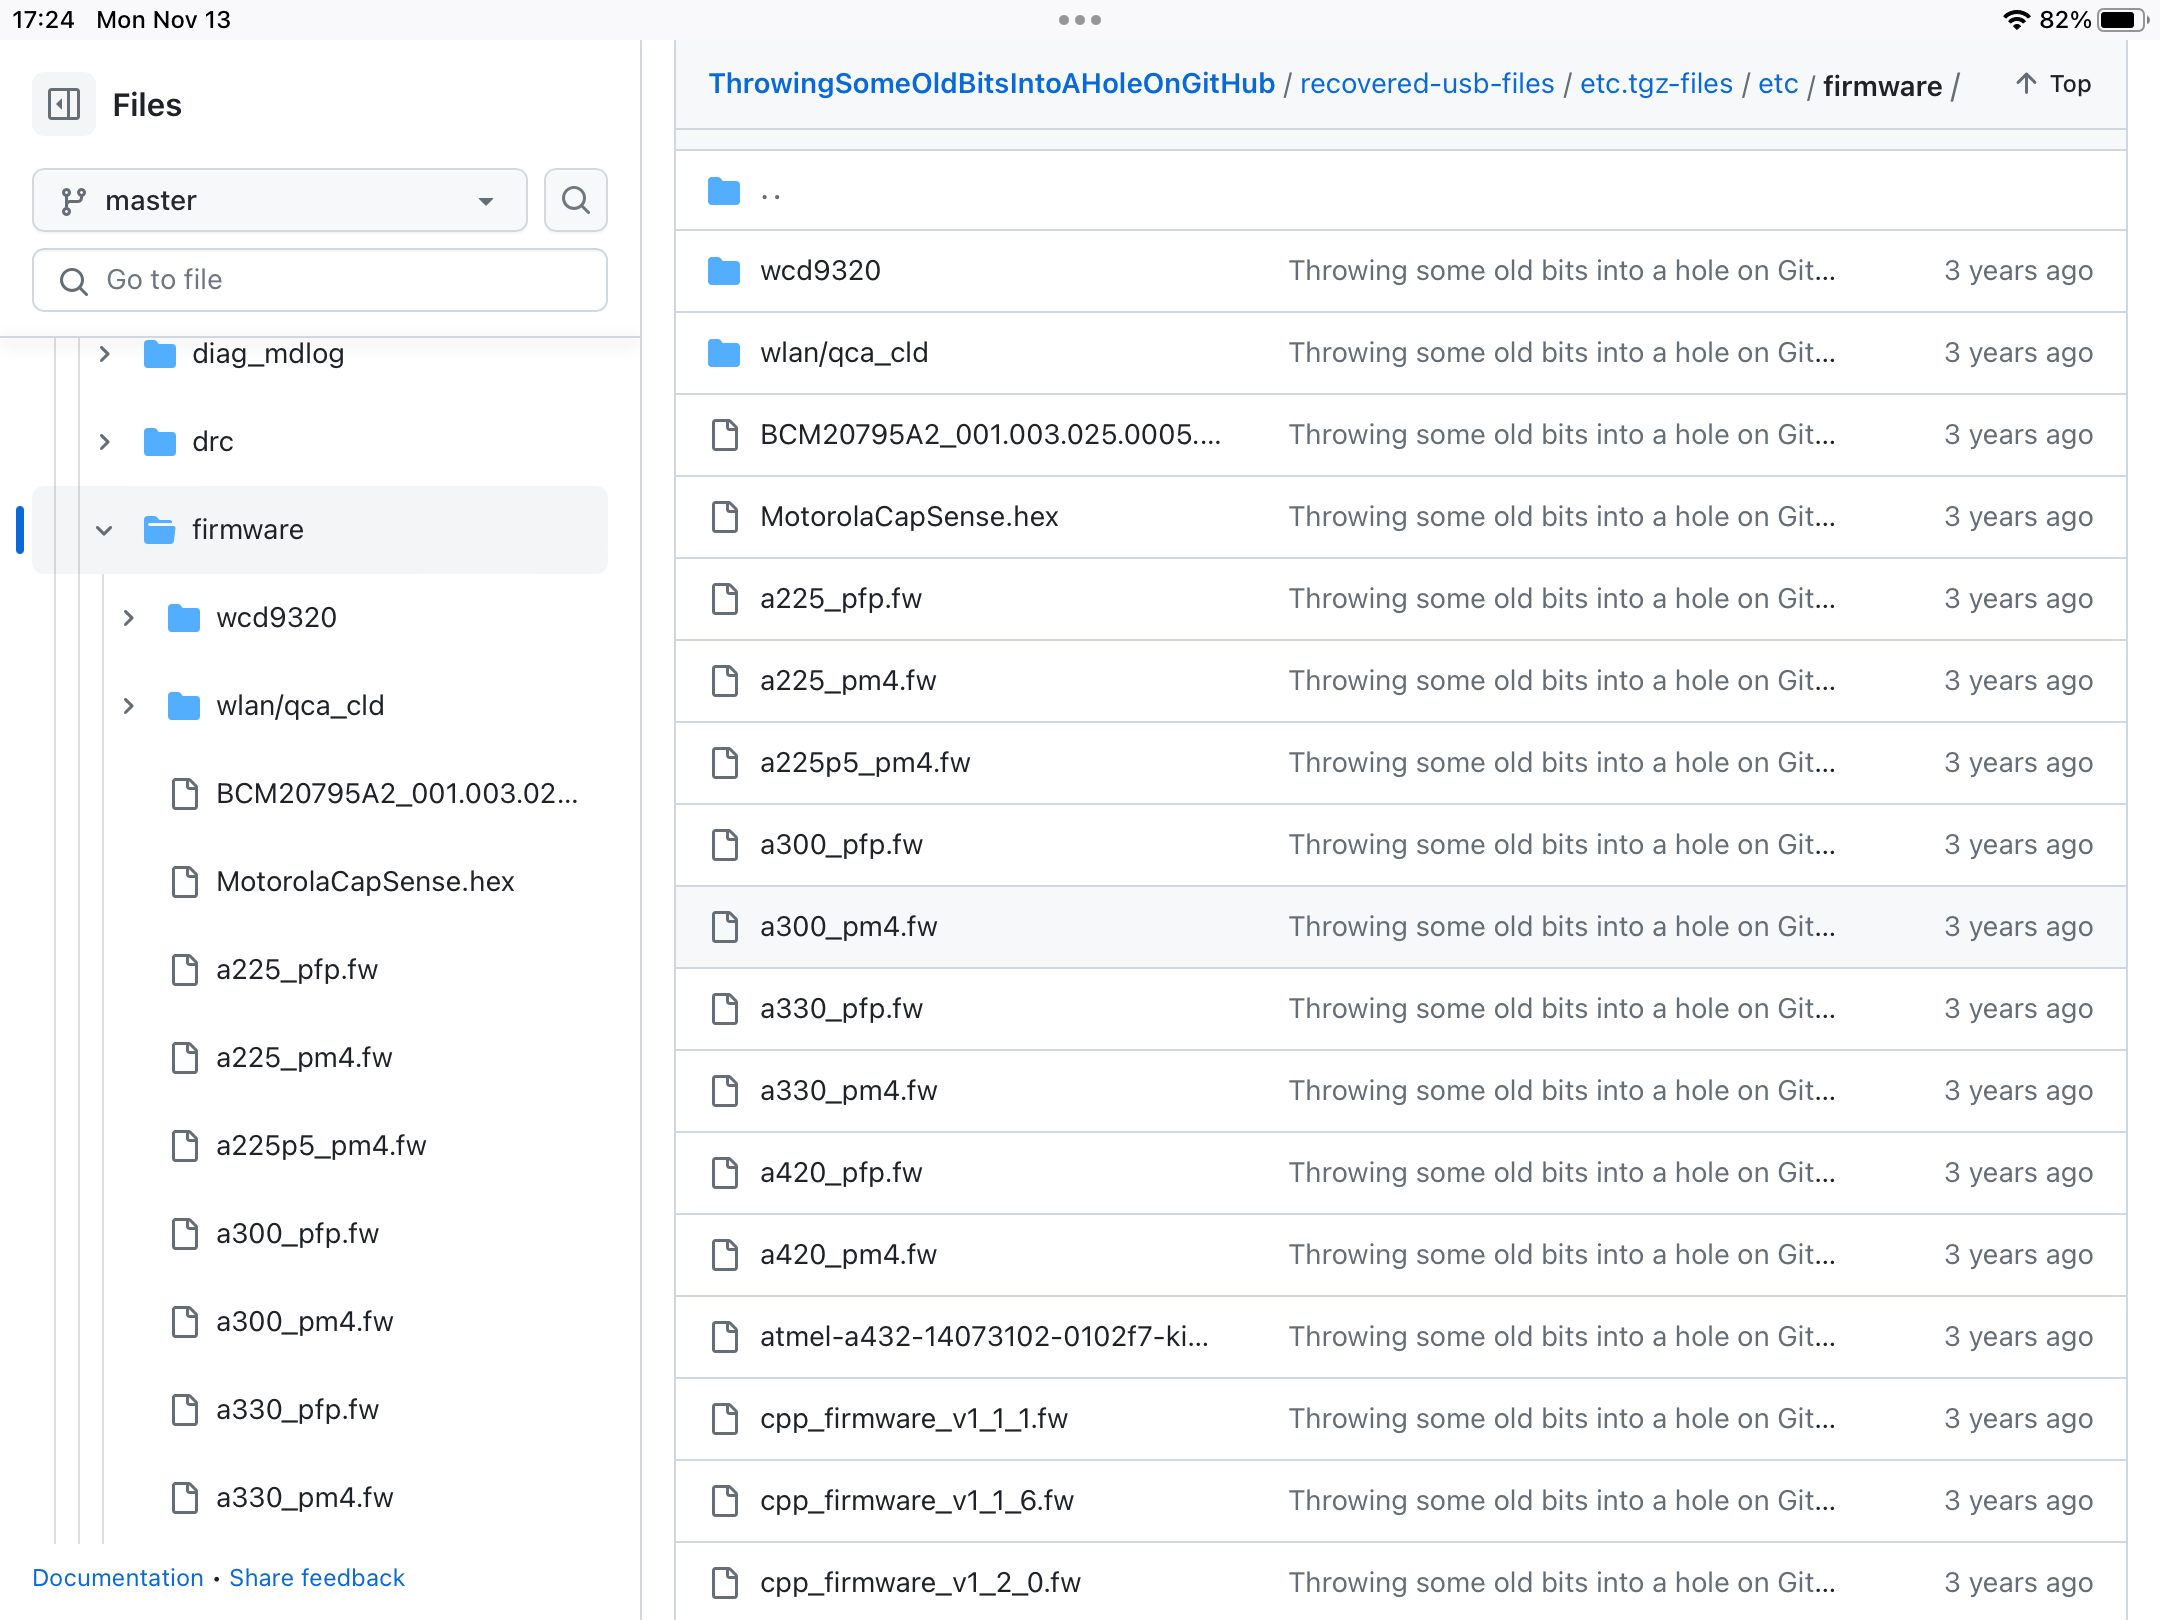 17:24 Mon Nov 13 82%
Files
master
Go to file
diag_mdlog
drc
firmware
wcd9320
wlan/qca_cld
BCM20795A2_001.003.02...
MotorolaCapSense.hex
a225_pfp.fw
a225_pm4.fw
a225p5_pm4.fw
a300_pfp.fw
a300_pm4.fw
a330_pfp.fw
a330_pm4.fw
Documentation • Share feedback
ThrowingSomeOldBitsIntoAHoleOnGitHub / recovered-usb-files / etc.tgz-files / etc / firmware / Top
..
wcd9320 Throwing some old bits into a hole on Git... 3 years ago
wlan/qca_cld Throwing some old bits into a hole on Git... 3 years ago
BCM20795A2_001.003.025.0005.... Throwing some old bits into a hole on Git... 3 years ago
MotorolaCapSense.hex Throwing some old bits into a hole on Git... 3 years ago
a225_pfp.fw Throwing some old bits into a hole on Git... 3 years ago
a225_pm4.fw Throwing some old bits into a hole on Git... 3 years ago
a225p5_pm4.fw Throwing some old bits into a hole on Git... 3 years ago
a300_pfp.fw Throwing some old bits into a hole on Git... 3 years ago
a300_pm4.fw Throwing some old bits into a hole on Git... 3 years ago
a330_pfp.fw Throwing some old bits into a hole on Git... 3 years ago
a330_pm4.fw Throwing some old bits into a hole on Git... 3 years ago
a420_pfp.fw Throwing some old bits into a hole on Git... 3 years ago
a420_pm4.fw Throwing some old bits into a hole on Git... 3 years ago
atmel-a432-14073102-0102f7-ki... Throwing some old bits into a hole on Git... 3 years ago
cpp_firmware_v1_1_1.fw Throwing some old bits into a hole on Git... 3 years ago
cpp_firmware_v1_1_6.fw Throwing some old bits into a hole on Git... 3 years ago
cpp_firmware_v1_2_0.fw Throwing some old bits into a hole on Git... 3 years ago